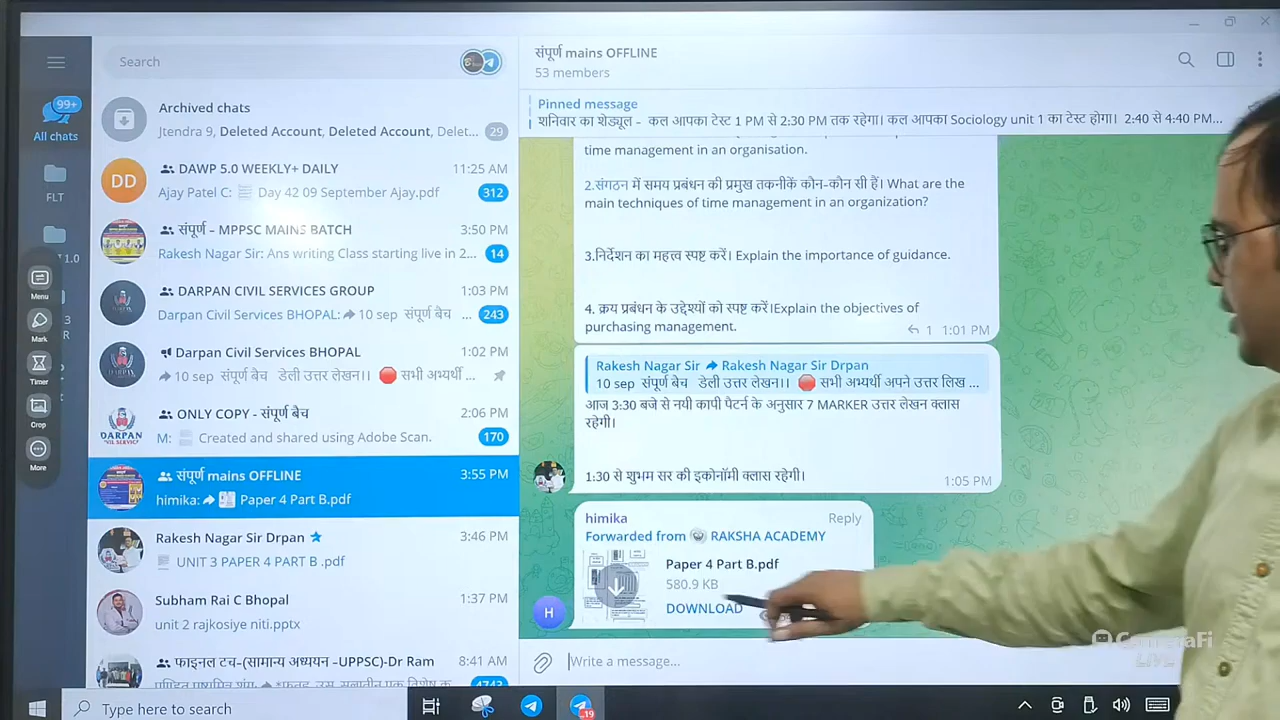 Search
Archived chats
Jtendra 9, Deleted Account, Deleted Account, Delet...
29
99+
All chats
FLT
1.0
3
R
Menu
Mark
Timer
Crop
More
DD
DAWP 5.0 WEEKLY+ DAILY
11:25 AM
Ajay Patel C: Day 42 09 September Ajay.pdf
312
संपूर्ण - MPPSC MAINS BATCH
3:50 PM
Rakesh Nagar Sir: Ans writing Class starting live in 2...
14
DARPAN CIVIL SERVICES GROUP
1:03 PM
Darpan Civil Services BHOPAL: 10 sep संपूर्ण बैच ...
243
Darpan Civil Services BHOPAL
1:02 PM
10 sep संपूर्ण बैच डेली उत्तर लेखन।। सभी अभ्यर्थी ...
ONLY COPY - संपूर्ण बैच
2:06 PM
M: Created and shared using Adobe Scan.
170
DARPAN
संपूर्ण mains OFFLINE
3:55 PM
himika: Paper 4 Part B.pdf
Rakesh Nagar Sir Drpan
3:46 PM
UNIT 3 PAPER 4 PART B .pdf
Subham Rai C Bhopal
1:37 PM
unit 2 rajkosiye niti.pptx
फाइनल टच-(सामान्य अध्ययन -UPPSC)-Dr Ram
8:41 AM
4743
संपूर्ण mains OFFLINE
53 members
Pinned message
शनिवार का शेड्यूल - कल आपका टेस्ट 1 PM से 2:30 PM तक रहेगा। कल आपका Sociology unit 1 का टेस्ट होगा। 2:40 से 4:40 PM...
time management in an organisation.
2.संगठन में समय प्रबंधन की प्रमुख तकनीकें कौन-कौन सी हैं। What are the
main techniques of time management in an organization?
3.निर्देशन का महत्व स्पष्ट करें। Explain the importance of guidance.
4. क्रय प्रबंधन के उद्देश्यों को स्पष्ट करें।Explain the objectives of
purchasing management.
1 1:01 PM
Rakesh Nagar Sir Rakesh Nagar Sir Drpan
10 sep संपूर्ण बैच डेली उत्तर लेखन।। सभी अभ्यर्थी अपने उत्तर लिख ...
आज 3:30 बजे से नयी कापी पैटर्न के अनुसार 7 MARKER उत्तर लेखन क्लास
रहेगी।
1:30 से शुभम सर की इकोनॉमी क्लास रहेगी।
1:05 PM
himika
Reply
Forwarded from RAKSHA ACADEMY
Paper 4 Part B.pdf
580.9 KB
DOWNLOAD
H
Write a message...
CameraFi
LIVE
Type here to search
19